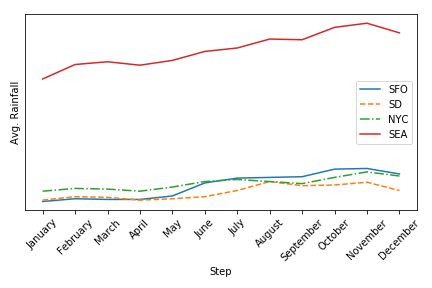 Avg. Rainfall
SFO
SD
NYC
SEA
January
February
March
April
May
June
July
August
September
October
November
December
Step